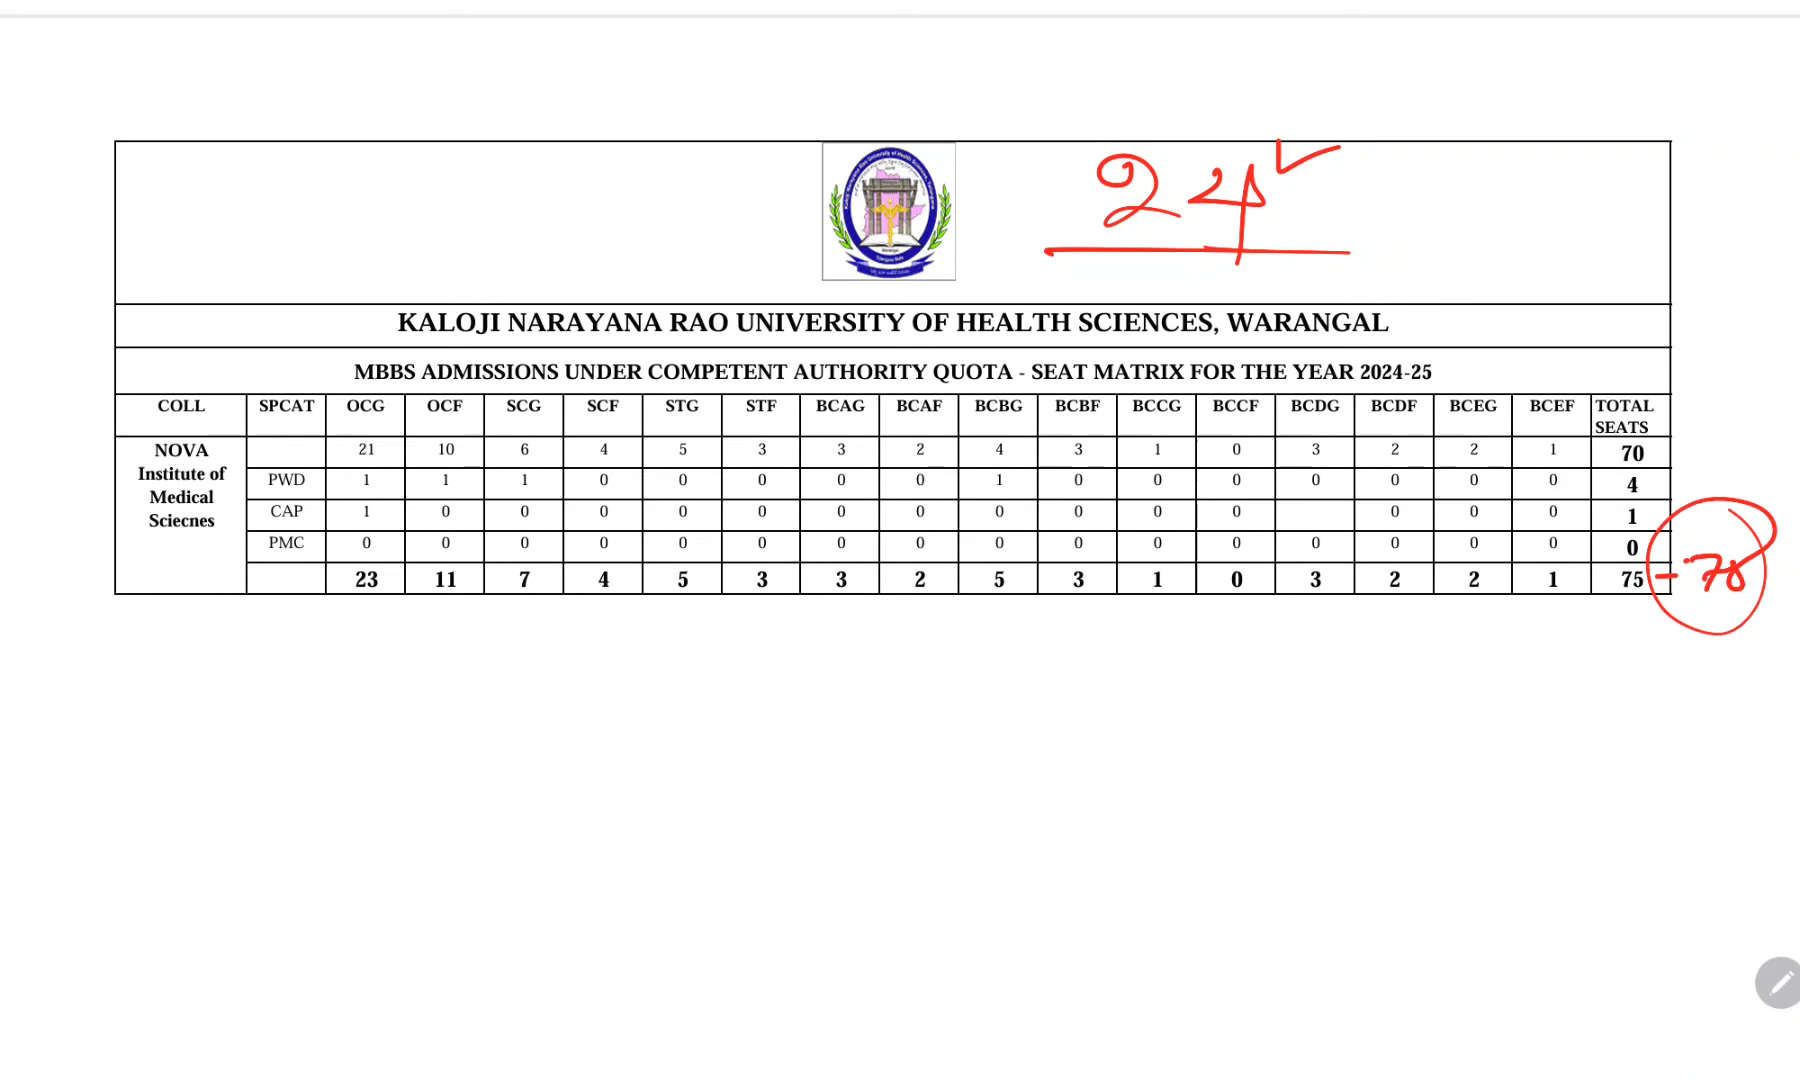 24
KALOJI NARAYANA RAO UNIVERSITY OF HEALTH SCIENCES, WARANGAL
MBBS ADMISSIONS UNDER COMPETENT AUTHORITY QUOTA - SEAT MATRIX FOR THE YEAR 2024-25
COLL SPCAT OCG OCF SCG SCF STG STF BCAG BCAF BCBG BCBF BCCG BCCF BCDG BCDF BCEG BCEF TOTAL SEATS
NOVA Institute of Medical Sciecnes
21 10 6 4 5 3 3 2 4 3 1 0 3 2 2 1 70
PWD 1 1 1 0 0 0 0 0 1 0 0 0 0 0 0 0 4
CAP 1 0 0 0 0 0 0 0 0 0 0 0 0 0 0 1
PMC 0 0 0 0 0 0 0 0 0 0 0 0 0 0 0 0 0
23 11 7 4 5 3 3 2 5 3 1 0 3 2 2 1 75